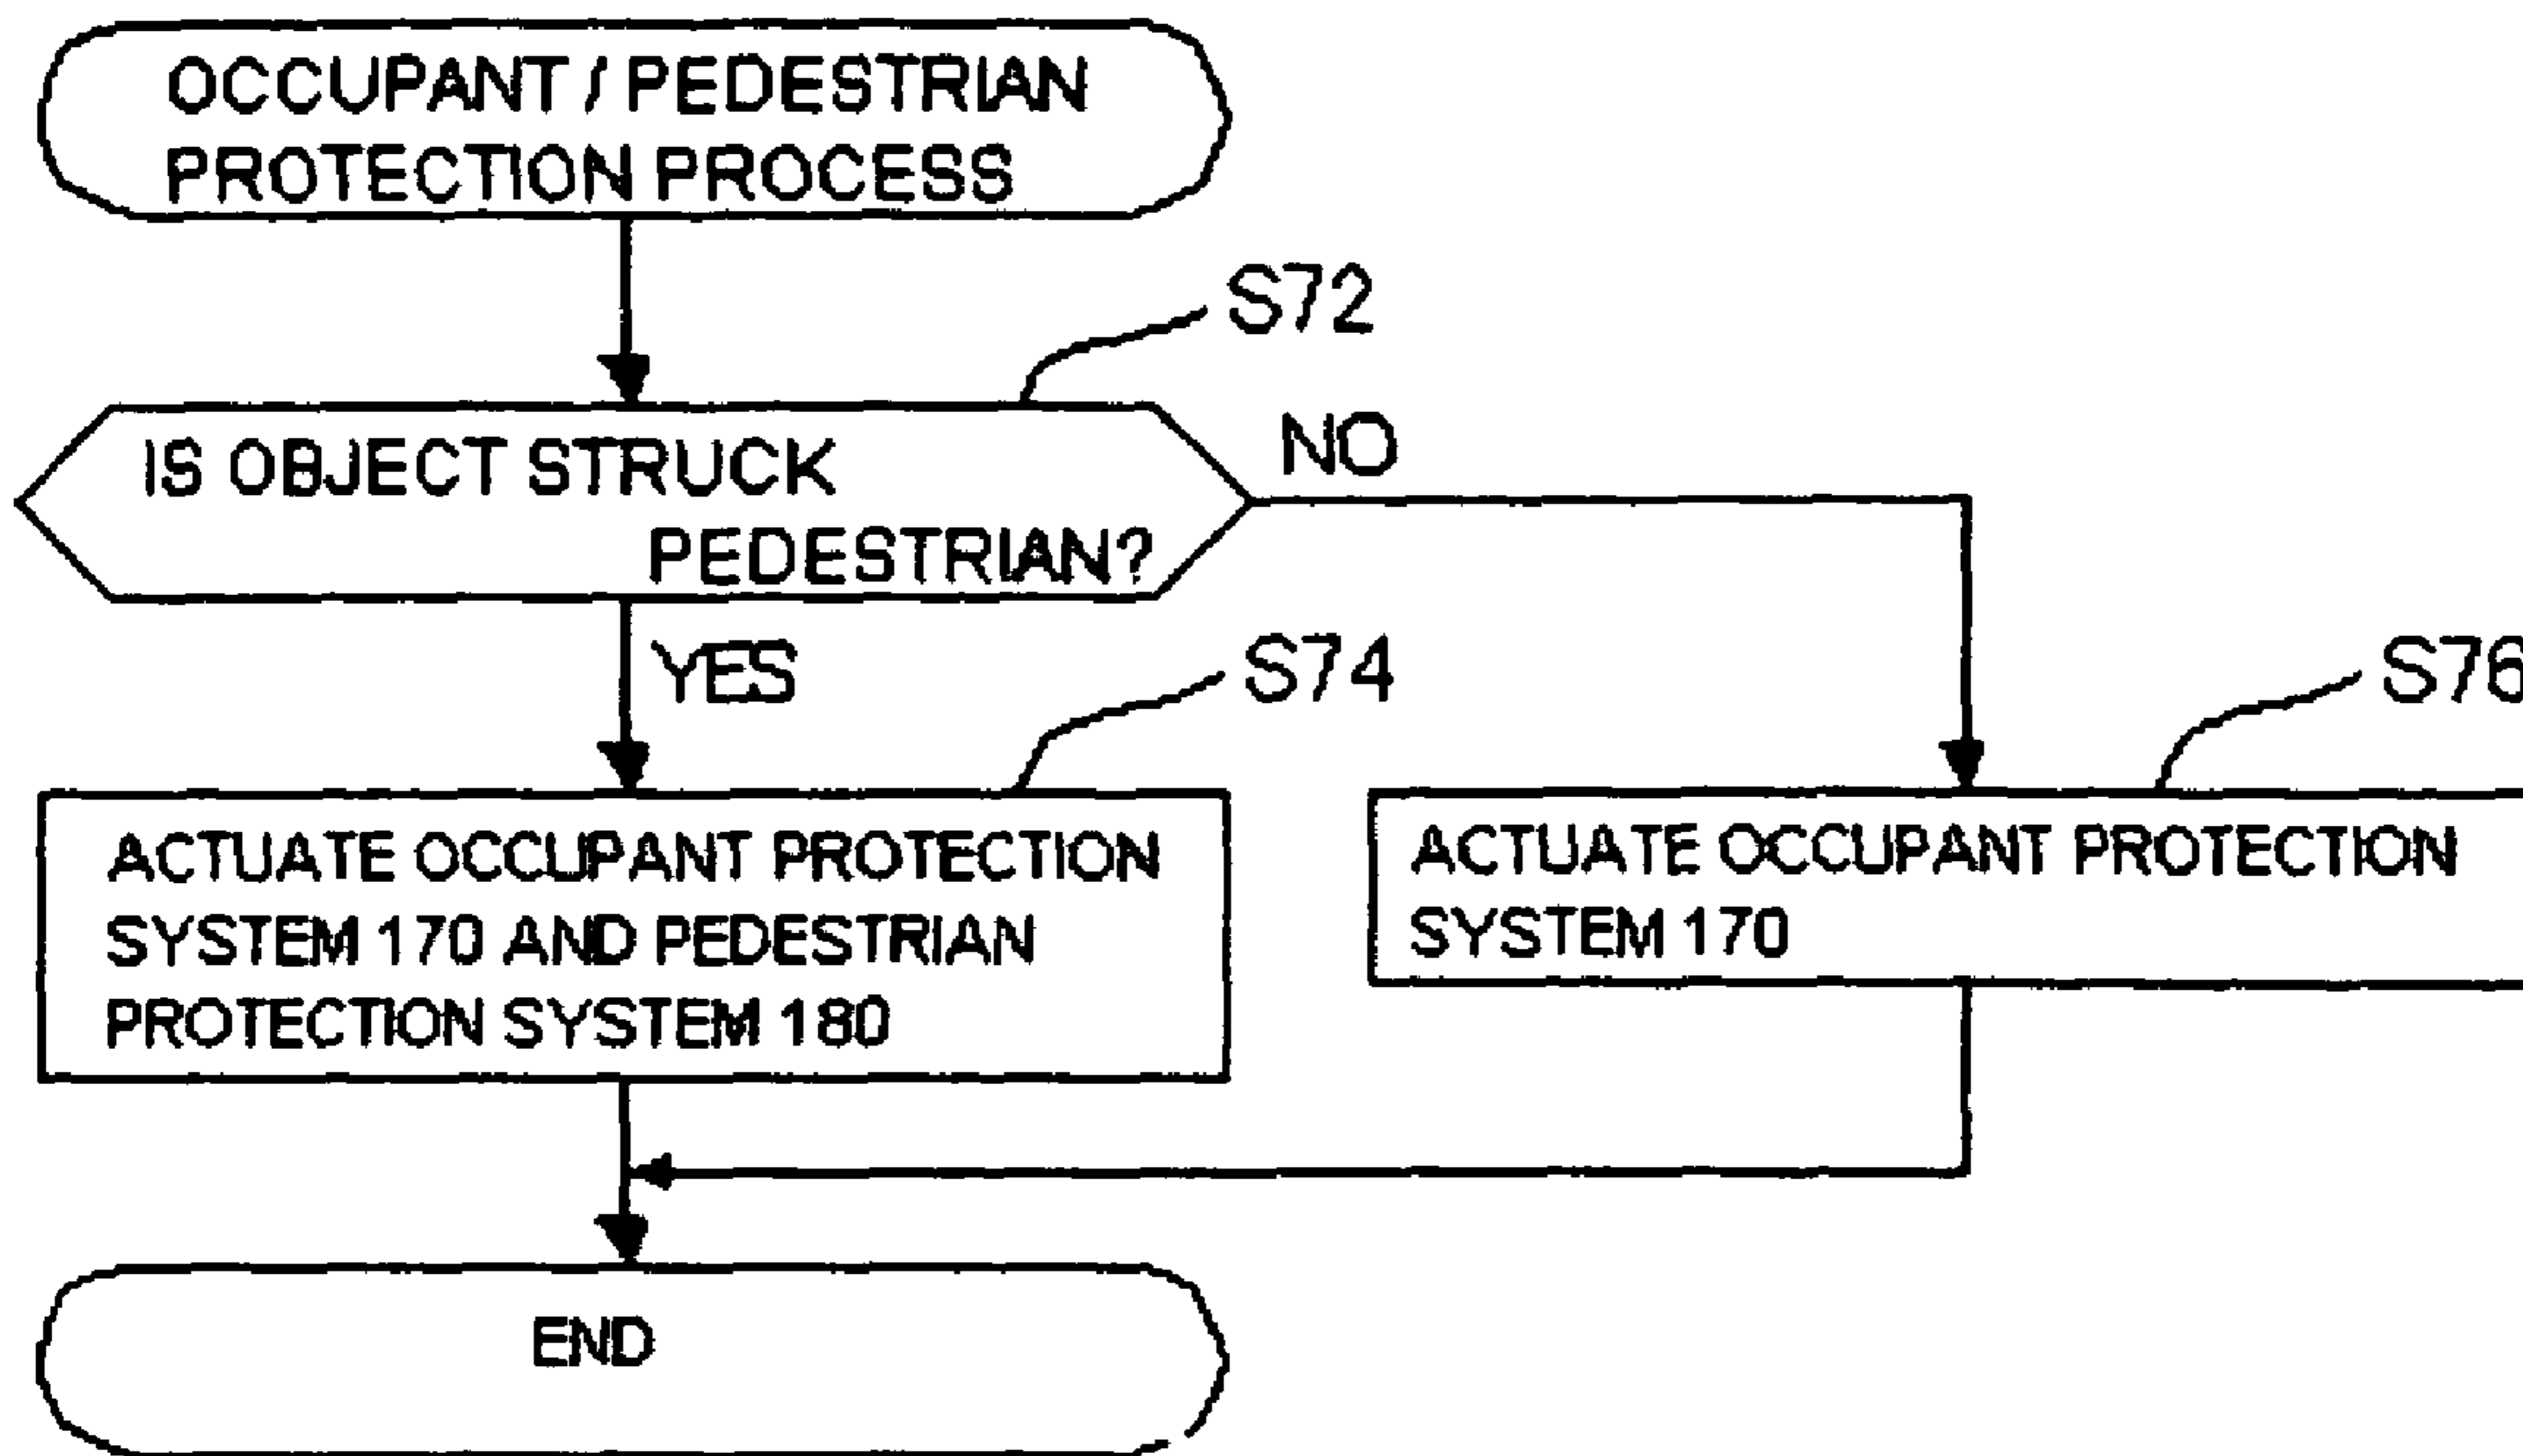 OCCUPANT / PEDESTRIAN
PROTECTION PROCESS
S72
IS OBJECT STRUCK
PEDESTRIAN?
NO
YES
S74
S76
ACTUATE OCCUPANT PROTECTION
SYSTEM 170 AND PEDESTRIAN
PROTECTION SYSTEM 180
ACTUATE OCCUPANT PROTECTION
SYSTEM 170
END